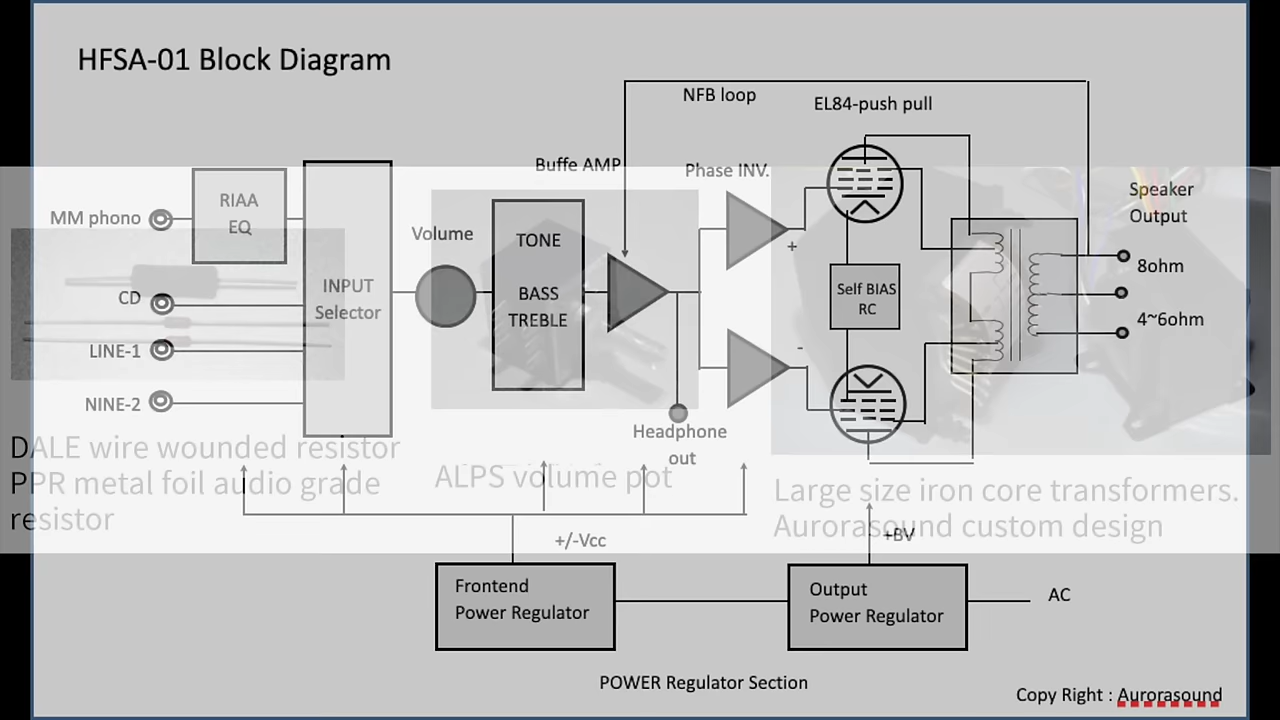 HFSA-01 Block Diagram
NFB loop
EL84-push pull
Buffe AMP
Phase INV.
MM phono
RIAA
EQ
Speaker
Output
Volume
TONE
BASS
TREBLE
+
8ohm
CD
INPUT
Selector
Self BIAS
RC
4~6ohm
LINE-1
-
NINE-2
Headphone
out
DALE wire wounded resistor
PPR metal foil audio grade
resistor
ALPS volume pot
Large size iron core transformers.
Aurorasound custom design
+/-Vcc
+BV
Frontend
Power Regulator
Output
Power Regulator
AC
POWER Regulator Section
Copy Right : Aurorasound